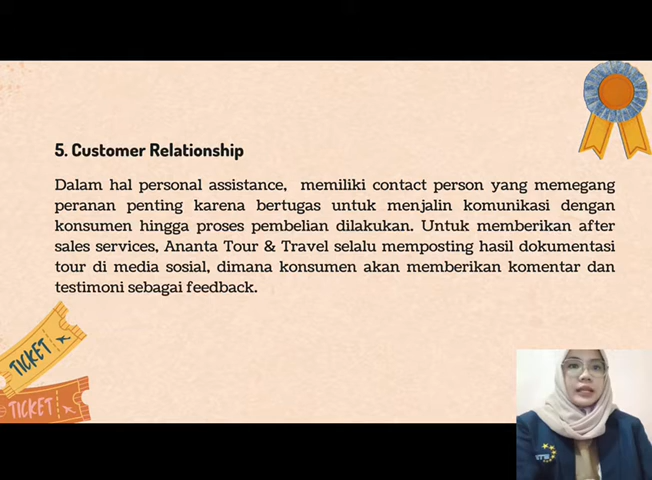 5. Customer Relationship
Dalam hal personal assistance, memiliki contact person yang memegang
peranan penting karena bertugas untuk menjalin komunikasi dengan
konsumen hingga proses pembelian dilakukan. Untuk memberikan after
sales services, Ananta Tour & Travel selalu memposting hasil dokumentasi
tour di media sosial, dimana konsumen akan memberikan komentar dan
testimoni sebagai feedback.
TICKET
TICKET